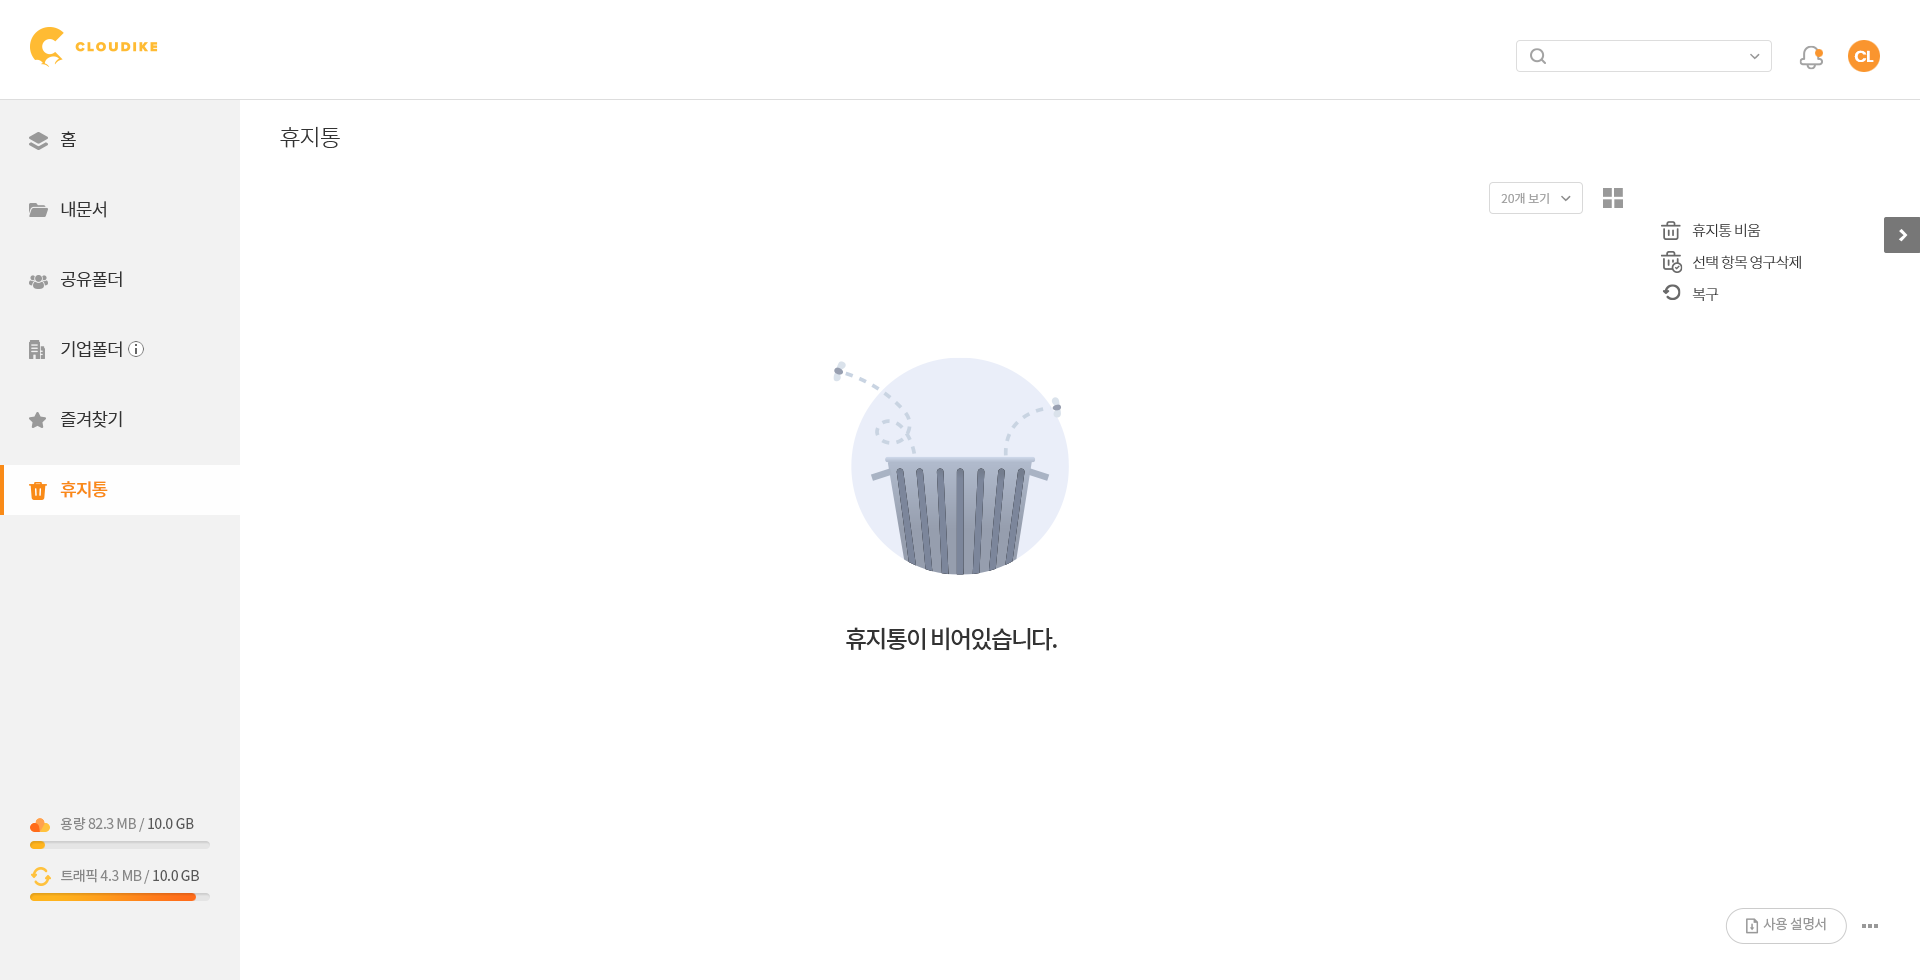 CLOUDIKE
CL
홈
내문서
공유폴더
기업폴더
즐겨찾기
휴지통
용량 82.3 MB / 10.0 GB
트래픽 4.3 MB / 10.0 GB
휴지통
20개 보기
휴지통 비움
선택 항목 영구삭제
복구
휴지통이 비어있습니다.
사용 설명서